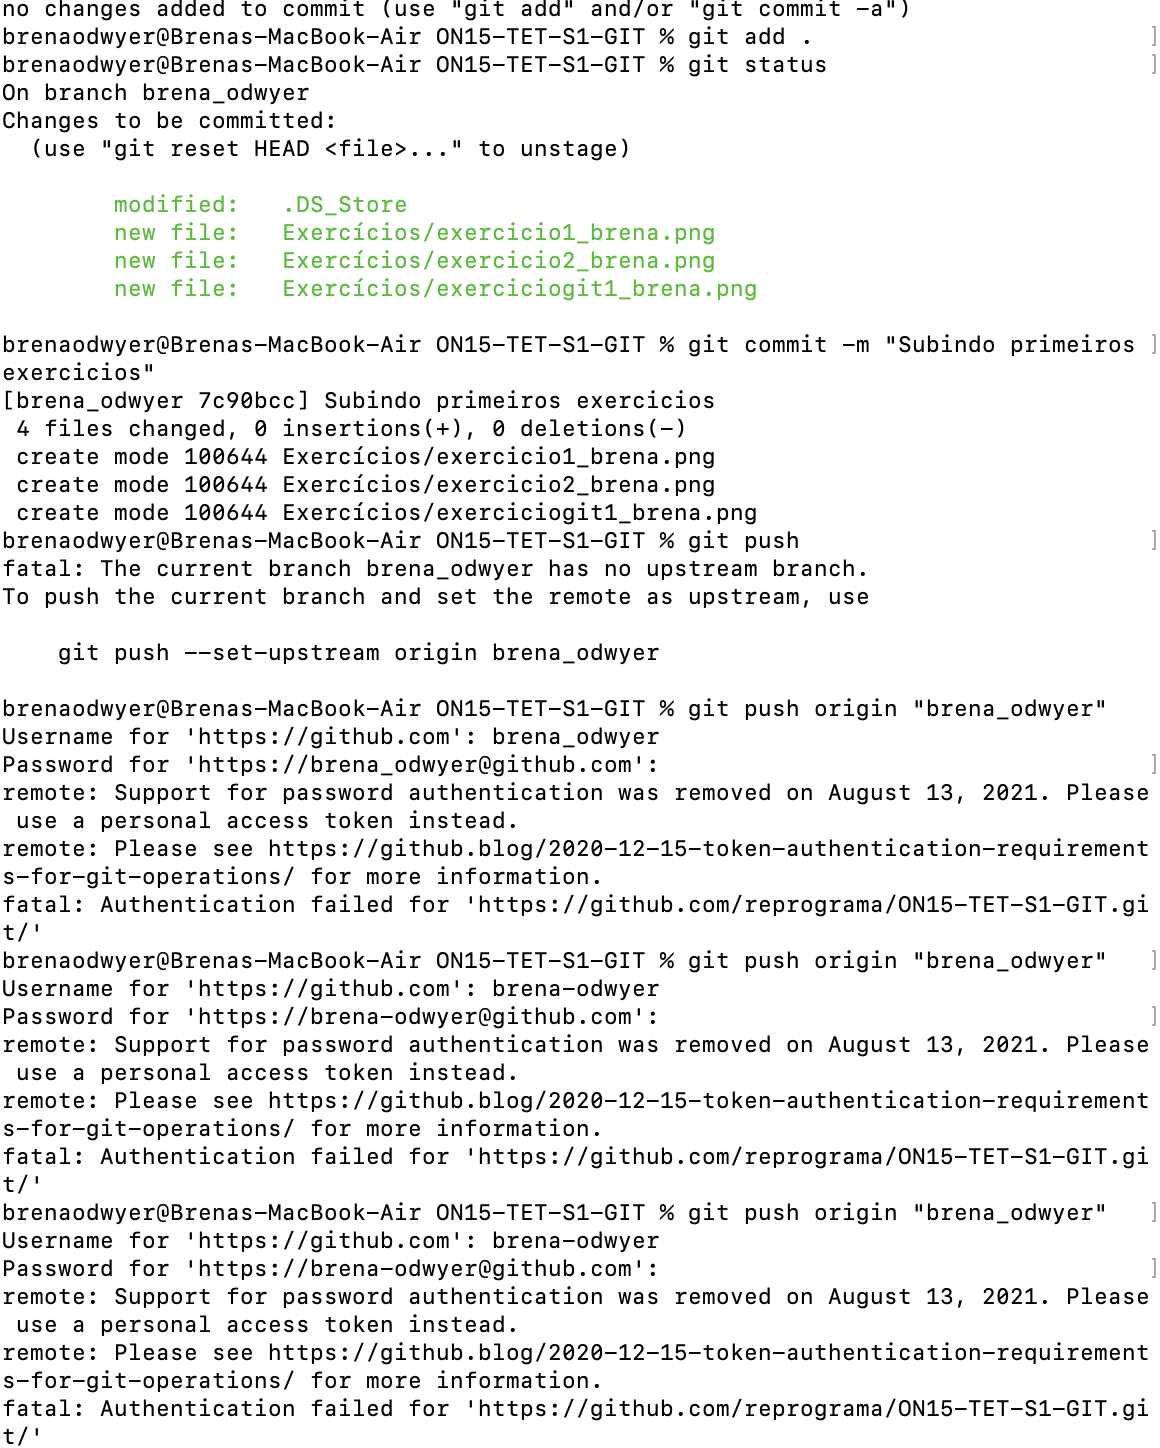 no changes added to commit (use "git add" and/or "git commit -a")
brenaodwyer@Brenas-MacBook-Air ON15-TET-S1-GIT % git add .
brenaodwyer@Brenas-MacBook-Air ON15-TET-S1-GIT % git status
On branch brena_odwyer
Changes to be committed:
  (use "git reset HEAD <file>..." to unstage)

        modified:   .DS_Store
        new file:   Exercícios/exercicio1_brena.png
        new file:   Exercícios/exercicio2_brena.png
        new file:   Exercícios/exerciciogit1_brena.png

brenaodwyer@Brenas-MacBook-Air ON15-TET-S1-GIT % git commit -m "Subindo primeiros
exercicios"
[brena_odwyer 7c90bcc] Subindo primeiros exercicios
 4 files changed, 0 insertions(+), 0 deletions(-)
 create mode 100644 Exercícios/exercicio1_brena.png
 create mode 100644 Exercícios/exercicio2_brena.png
 create mode 100644 Exercícios/exerciciogit1_brena.png
brenaodwyer@Brenas-MacBook-Air ON15-TET-S1-GIT % git push
fatal: The current branch brena_odwyer has no upstream branch.
To push the current branch and set the remote as upstream, use

    git push --set-upstream origin brena_odwyer

brenaodwyer@Brenas-MacBook-Air ON15-TET-S1-GIT % git push origin "brena_odwyer"
Username for 'https://github.com': brena_odwyer
Password for 'https://brena_odwyer@github.com':
remote: Support for password authentication was removed on August 13, 2021. Please
 use a personal access token instead.
remote: Please see https://github.blog/2020-12-15-token-authentication-requirement
s-for-git-operations/ for more information.
fatal: Authentication failed for 'https://github.com/reprograma/ON15-TET-S1-GIT.gi
t/'
brenaodwyer@Brenas-MacBook-Air ON15-TET-S1-GIT % git push origin "brena_odwyer"
Username for 'https://github.com': brena-odwyer
Password for 'https://brena-odwyer@github.com':
remote: Support for password authentication was removed on August 13, 2021. Please
 use a personal access token instead.
remote: Please see https://github.blog/2020-12-15-token-authentication-requirement
s-for-git-operations/ for more information.
fatal: Authentication failed for 'https://github.com/reprograma/ON15-TET-S1-GIT.gi
t/'
brenaodwyer@Brenas-MacBook-Air ON15-TET-S1-GIT % git push origin "brena_odwyer"
Username for 'https://github.com': brena-odwyer
Password for 'https://brena-odwyer@github.com':
remote: Support for password authentication was removed on August 13, 2021. Please
 use a personal access token instead.
remote: Please see https://github.blog/2020-12-15-token-authentication-requirement
s-for-git-operations/ for more information.
fatal: Authentication failed for 'https://github.com/reprograma/ON15-TET-S1-GIT.gi
t/'